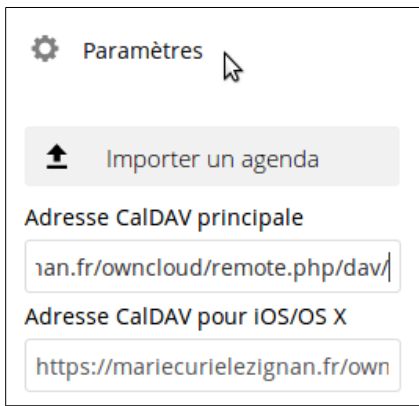 Paramètres
Importer un agenda
Adresse CalDAV principale
nan.fr/owncloud/remote.php/dav/
Adresse CalDAV pour iOS/OS X
https://mariecurielezignan.fr/own